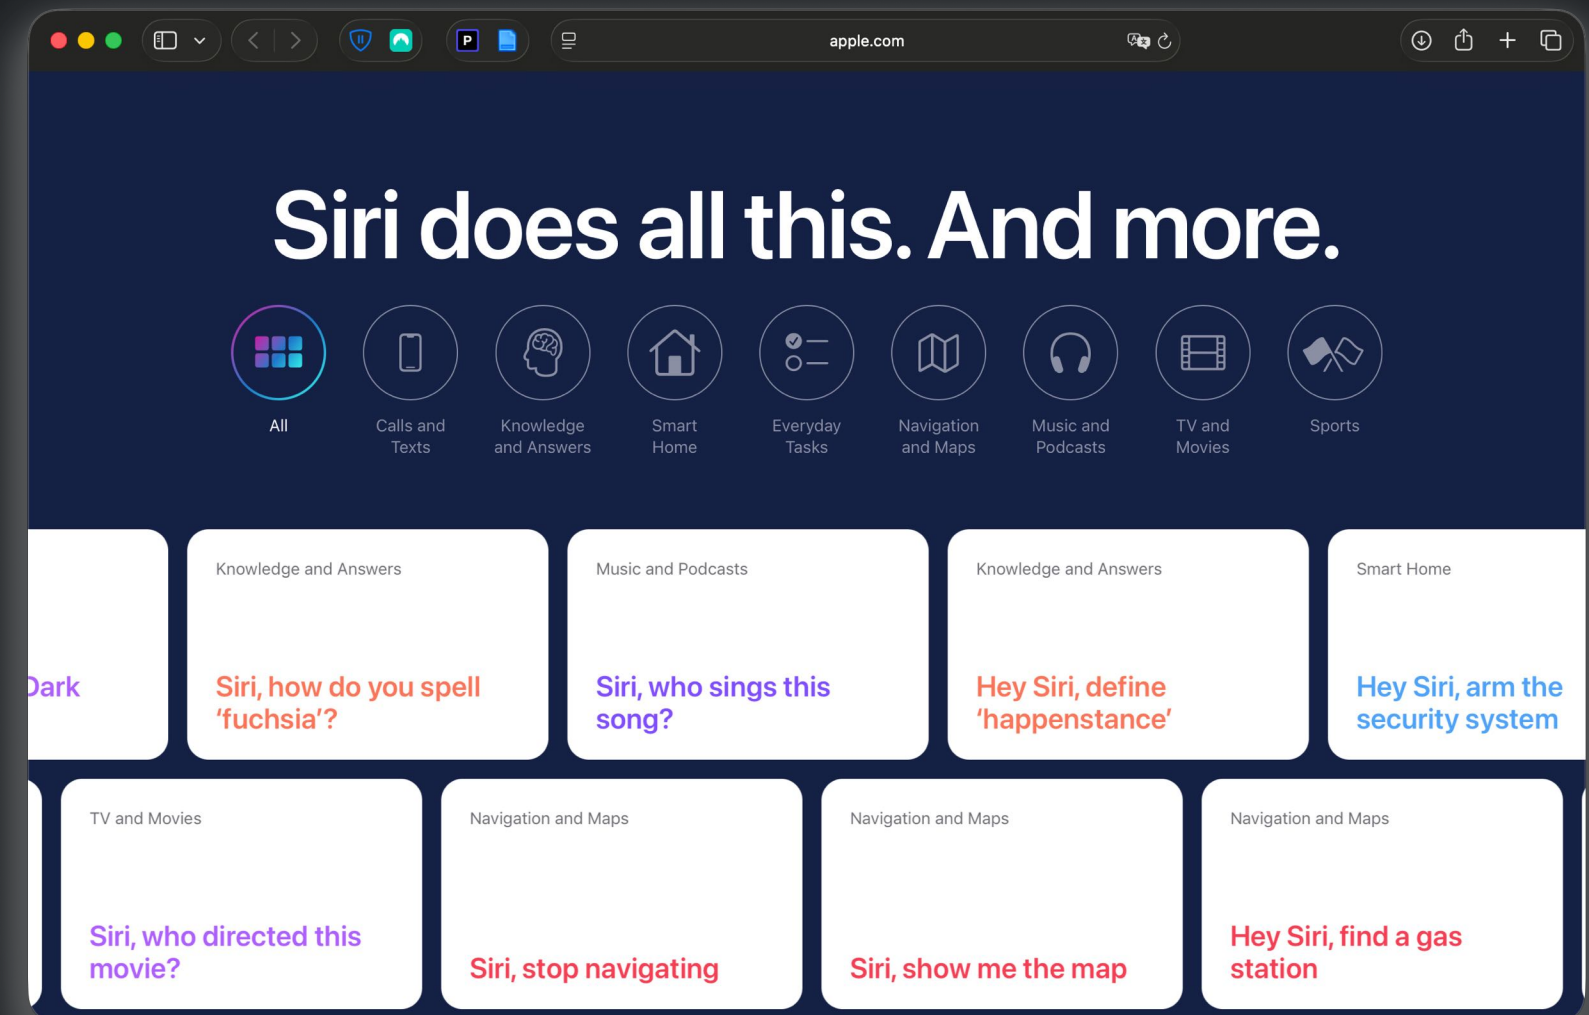 P
apple.com
Siri does all this. And more.
All
Calls and
Texts
Knowledge
and Answers
Smart
Home
Everyday
Tasks
Navigation
and Maps
Music and
Podcasts
TV and
Movies
Sports
Dark
Knowledge and Answers
Siri, how do you spell
‘fuchsia’?
Music and Podcasts
Siri, who sings this
song?
Knowledge and Answers
Hey Siri, define
‘happenstance’
Smart Home
Hey Siri, arm the
security system
TV and Movies
Siri, who directed this
movie?
Navigation and Maps
Siri, stop navigating
Navigation and Maps
Siri, show me the map
Navigation and Maps
Hey Siri, find a gas
station